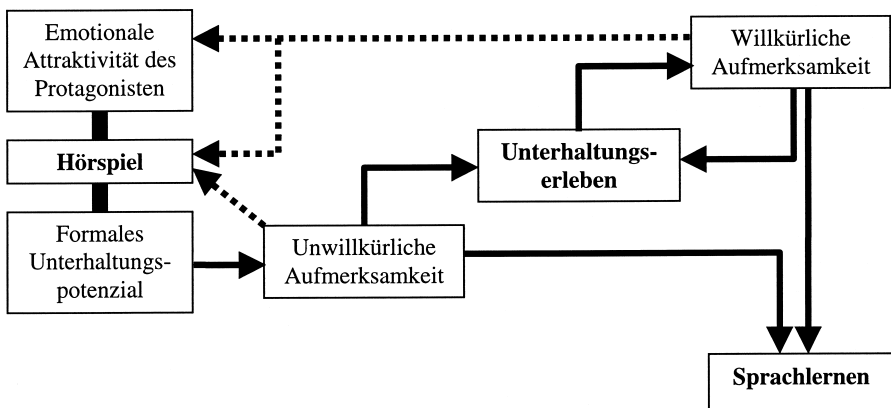 Emotionale
Attraktivität des
Protagonisten
Willkürliche
Aufmerksamkeit
Hörspiel
Unterhaltungs-
erleben
Formales
Unterhaltungs-
potenzial
Unwillkürliche
Aufmerksamkeit
Sprachlernen